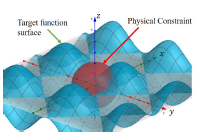 Physical Constraint
Target function
surface
z
x
y